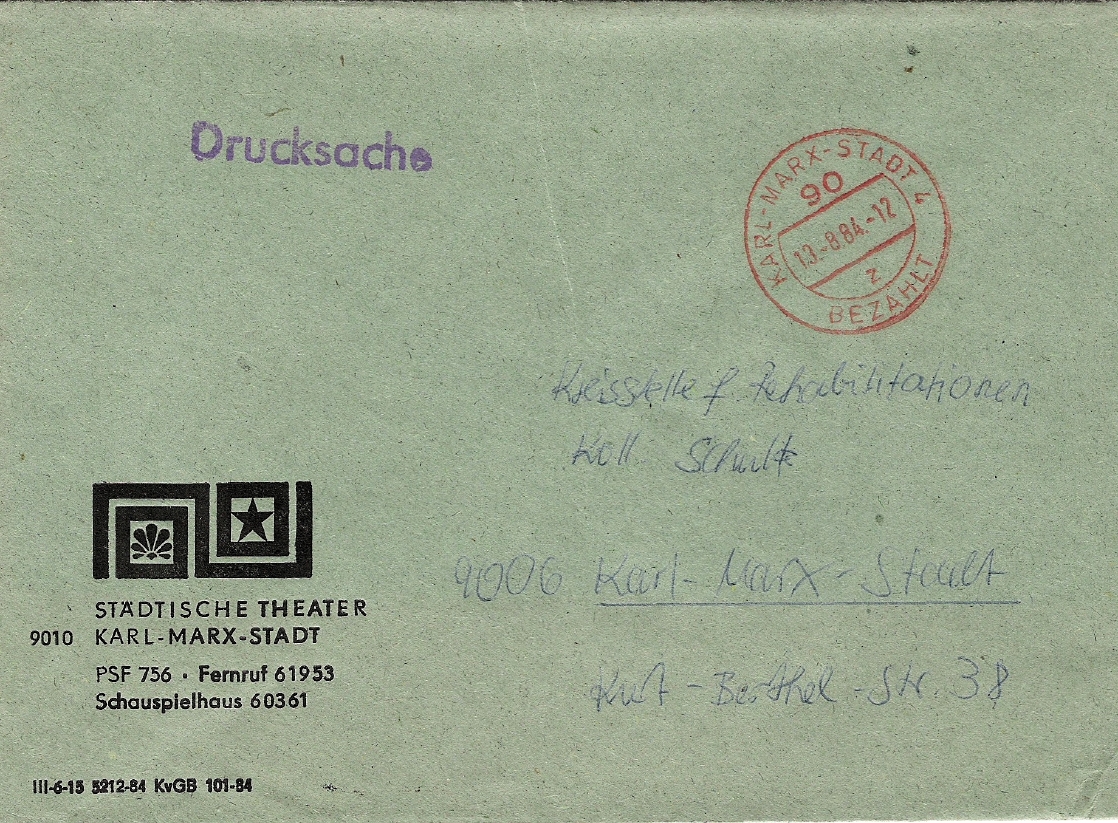 Drucksache
KARL-MARX-STADT 4
90
13.-8.84.-12
z
BEZAHLT
Kreisstelle f. Rehabilitationen
Koll. Schulte
9006 Karl-Marx-Stadt
Kurt-Berthel-Str. 38
STÄDTISCHE THEATER
9010 KARL-MARX-STADT
PSF 756 · Fernruf 61953
Schauspielhaus 60361
III-6-15 5212-84 KvGB 101-84